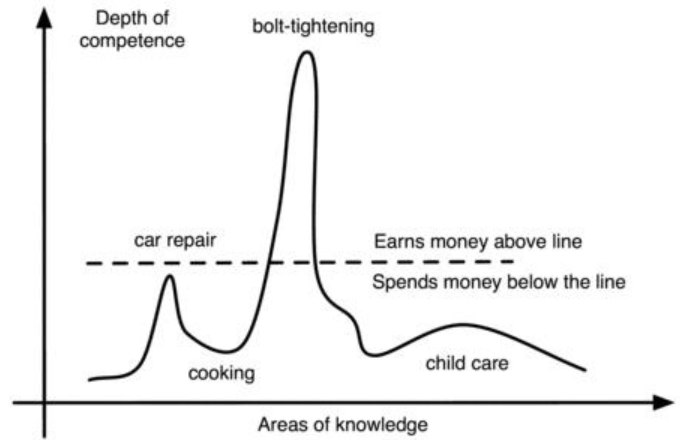 Depth of
competence
bolt-tightening
car repair
Earns money above line
Spends money below the line
cooking
child care
Areas of knowledge